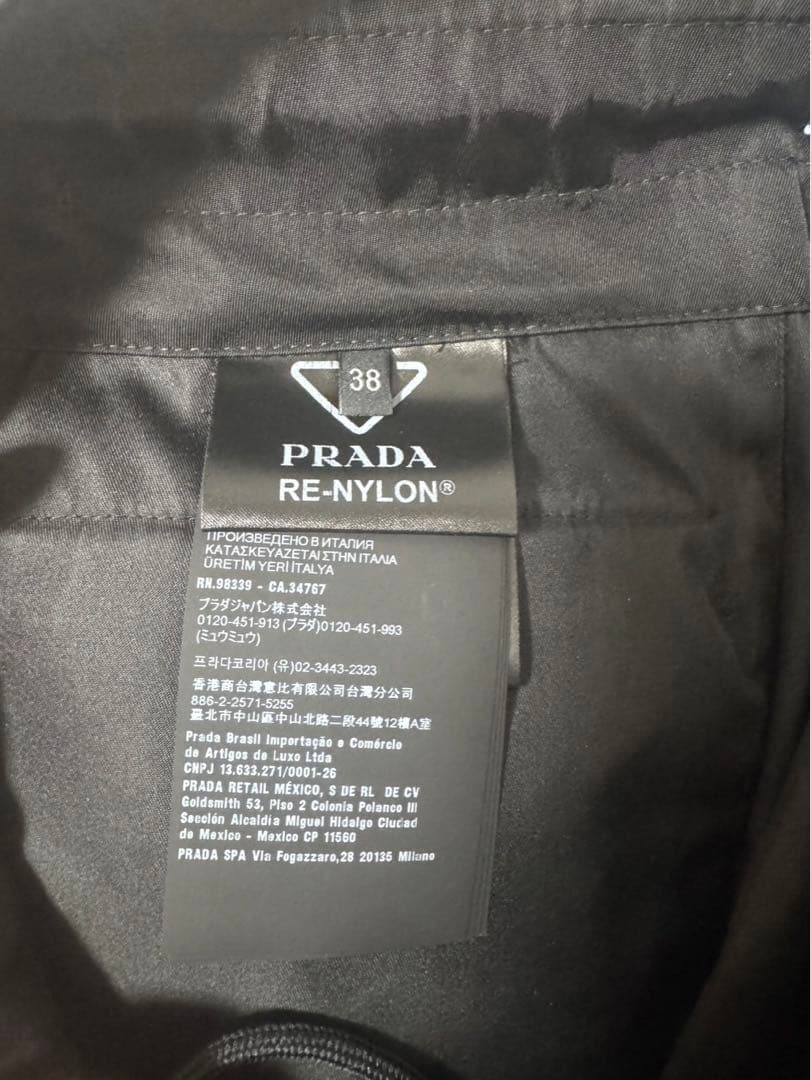 38
PRADA
RE-NYLON®
ПРОИЗВЕДЕНО В ИТАЛИЯ
ΚΑΤΑΣΚΕΥΑΖΕΤΑΙ ΣΤΗΝ ΙΤΑΛΙΑ
ÜRETİM YERİ İTALYA
RN.98339 - CA.34767
プラダジャパン株式会社
0120-451-913 (プラダ)0120-451-993
(ミュウミュウ)
프라다코리아 (유)02-3443-2323
香港商台灣意比有限公司台灣分公司
886-2-2571-5255
臺北市中山區中山北路二段44號12樓A室
Prada Brasil Importação e Comércio
de Artigos de Luxo Ltda
CNPJ 13.633.271/0001-26
PRADA RETAIL MÉXICO, S DE RL DE CV
Goldsmith 53, Piso 2 Colonia Polanco III
Sección Alcaldía Miguel Hidalgo Ciudad
de Mexico - Mexico CP 11560
PRADA SPA Via Fogazzaro,28 20135 Milano